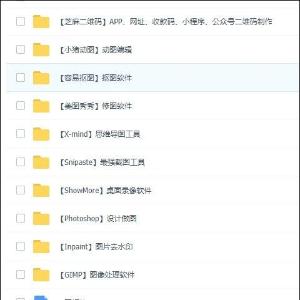 【芝麻二维码】APP、网址、收款码、小程序、公众号二维码制作
【小猪动图】动图编辑
【容易抠图】抠图软件
【美图秀秀】修图软件
【X-mind】思维导图工具
【Snipaste】最强截图工具
【ShowMore】桌面录像软件
【Photoshop】设计做图
【Inpaint】图片去水印
【GIMP】图像处理软件